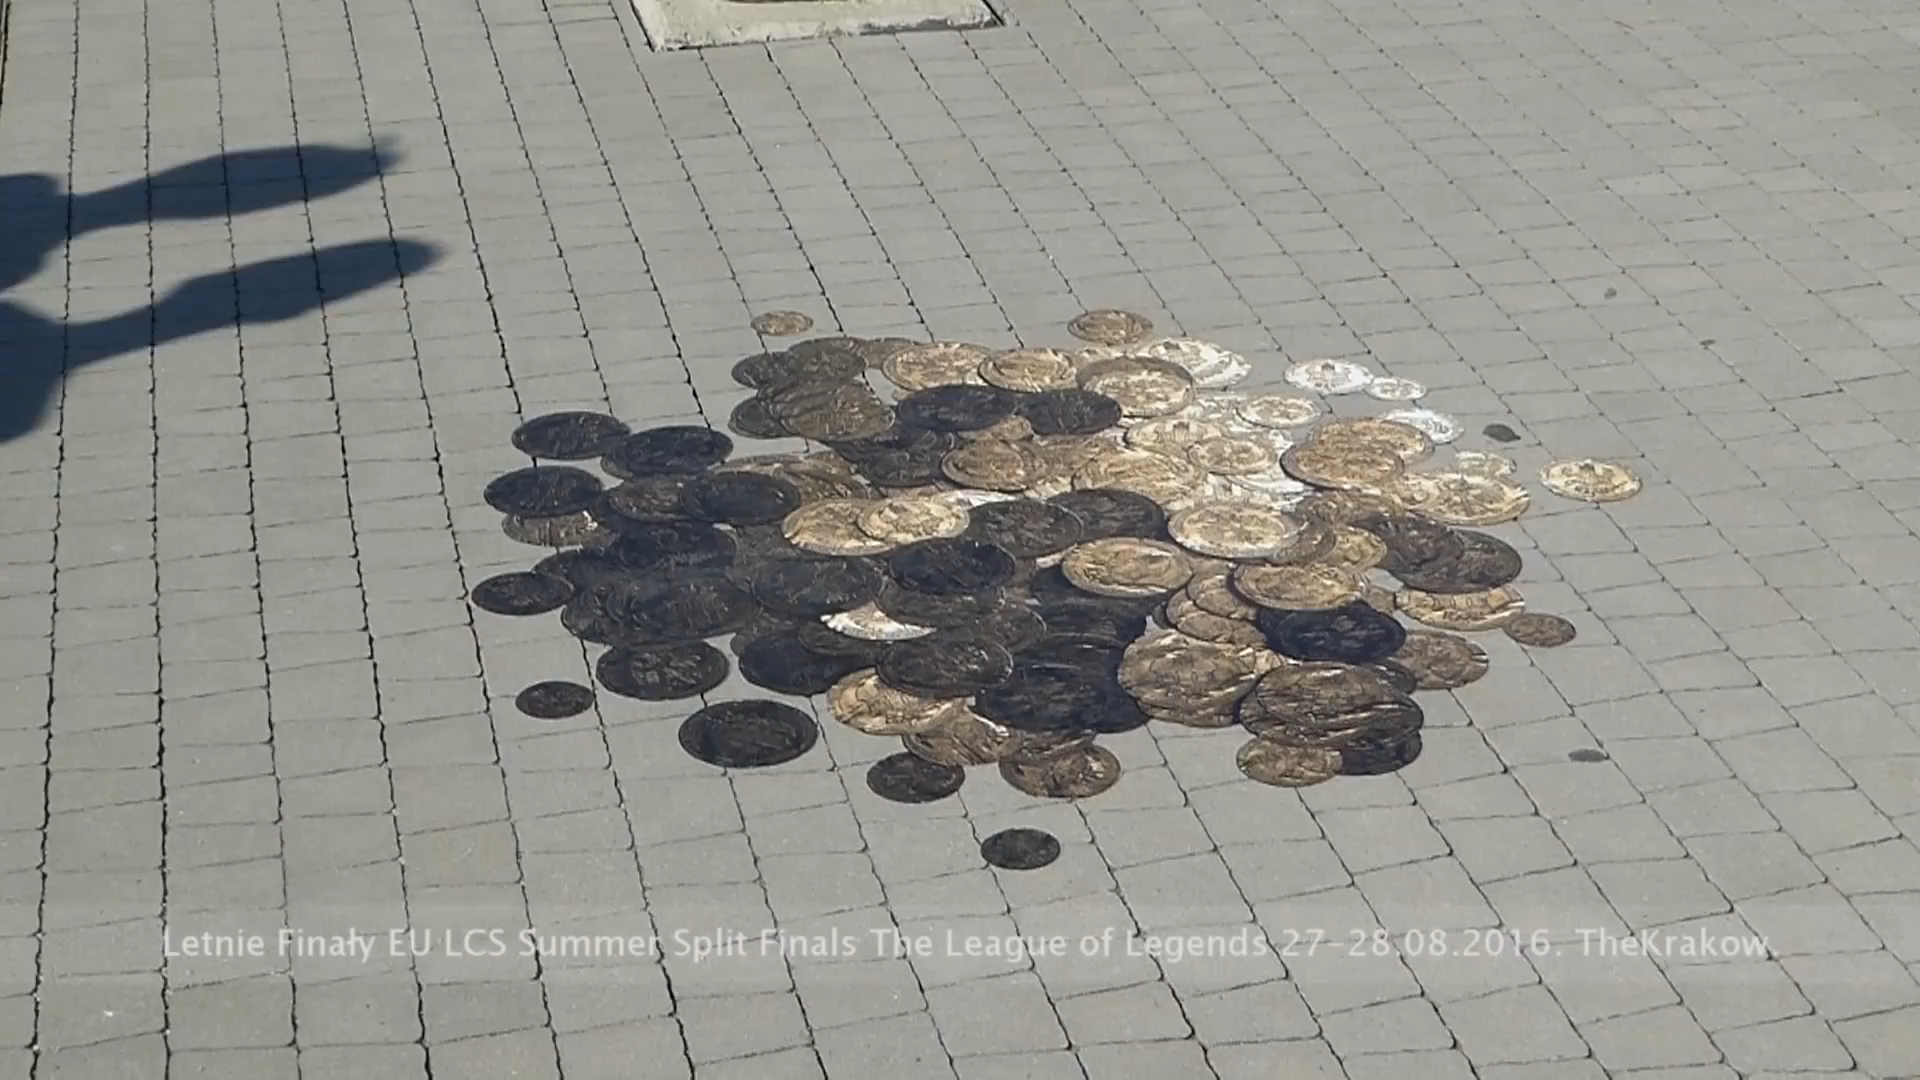 Letnie Finały EU LCS Summer Split Finals The League of Legends 27-28.08.2016. TheKrakow.